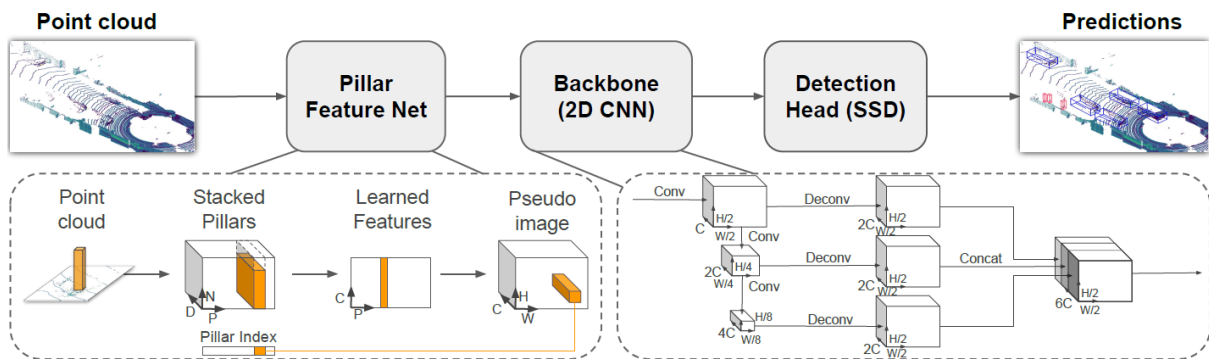 Point cloud
Pillar
Feature Net
Backbone
(2D CNN)
Detection
Head (SSD)
Predictions
Point
cloud
Stacked
Pillars
Learned
Features
Pseudo
image
N
D
P
C
P
H
C
W
Pillar Index
Conv
H/2
C
W/2
Conv
Deconv
H/2
2C
W/2
H/4
2C
W/4
Conv
Deconv
H/2
2C
W/2
Concat
H/8
4C
W/8
Deconv
H/2
2C
W/2
H/2
6C
W/2